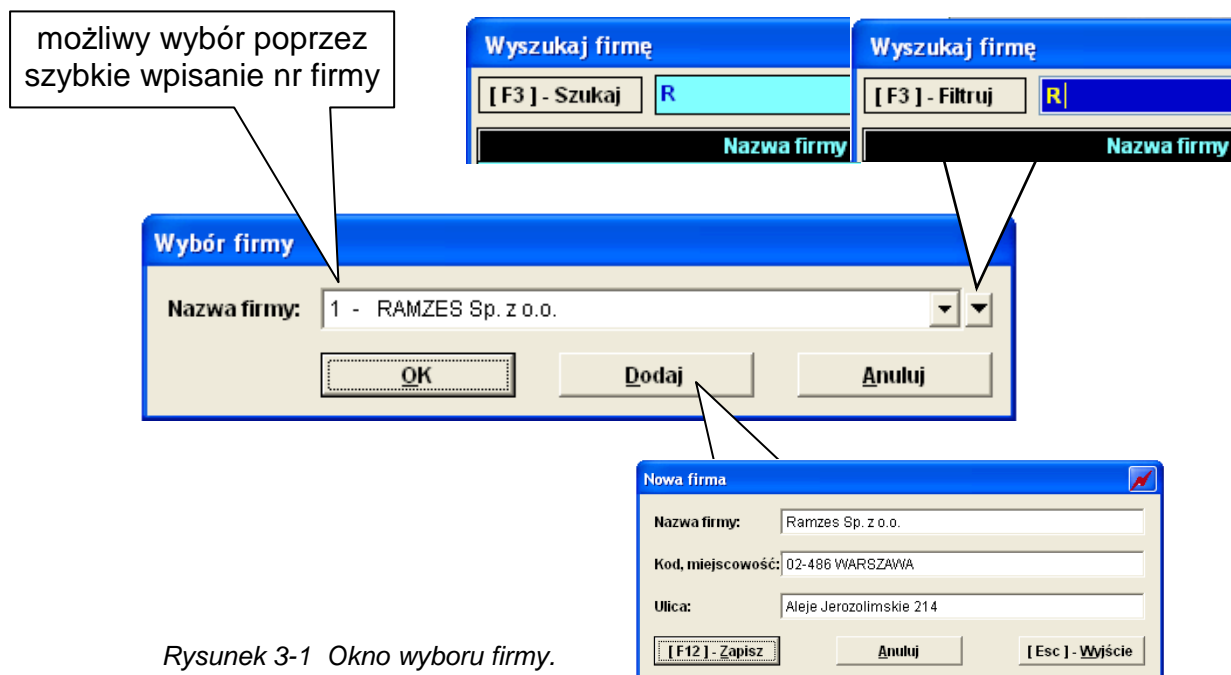 możliwy wybór poprzez
szybkie wpisanie nr firmy
Wyszukaj firmę
[ F3 ] - Szukaj R
Nazwa firmy
Wyszukaj firmę
[ F3 ] - Filtruj R
Nazwa firmy
Wybór firmy
Nazwa firmy: 1 - RAMZES Sp. z o.o.
OK Dodaj Anuluj
Nowa firma
Nazwa firmy: Ramzes Sp. z o.o.
Kod, miejscowość: 02-486 WARSZAWA
Ulica: Aleje Jerozolimskie 214
[ F12 ] - Zapisz Anuluj [ Esc ] - Wyjście
Rysunek 3-1 Okno wyboru firmy.